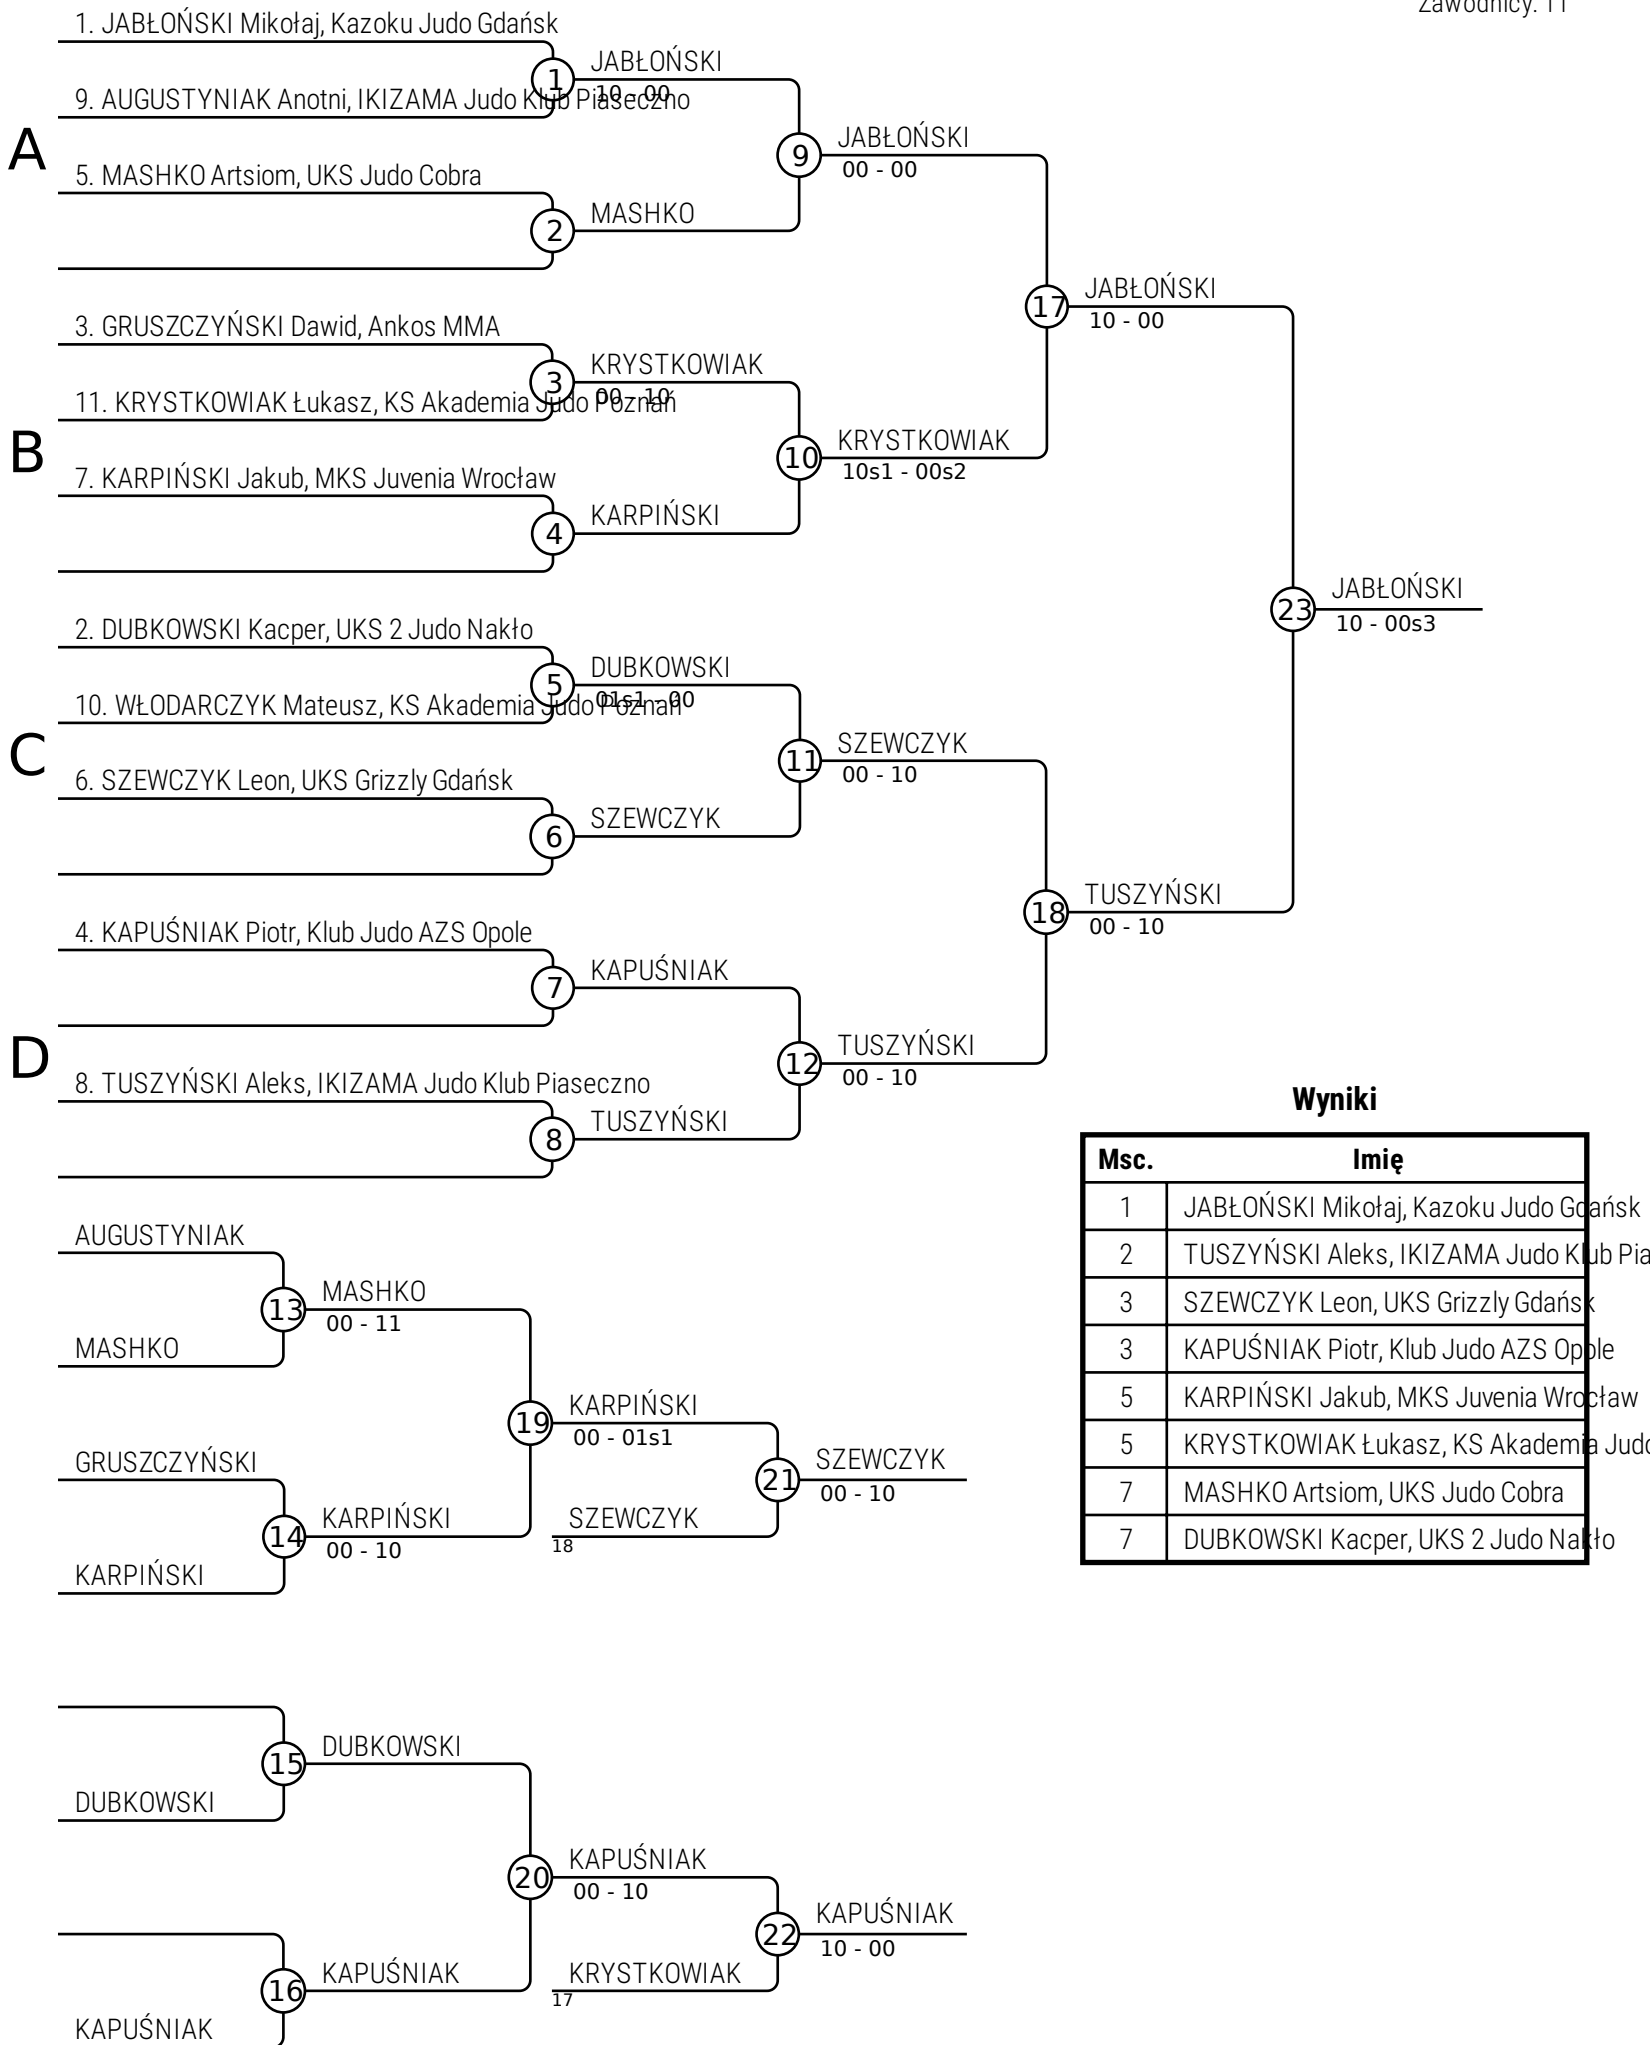 Zawodnicy: 11
1. JABŁOŃSKI Mikołaj, Kazoku Judo Gdańsk
1
JABŁOŃSKI
10 - 00
9. AUGUSTYNIAK Anotni, IKIZAMA Judo Klub Piaseczno
A
9
JABŁOŃSKI
00 - 00
5. MASHKO Artsiom, UKS Judo Cobra
2
MASHKO
17
JABŁOŃSKI
10 - 00
3. GRUSZCZYŃSKI Dawid, Ankos MMA
3
KRYSTKOWIAK
00 - 10
11. KRYSTKOWIAK Łukasz, KS Akademia Judo Poznań
B
10
KRYSTKOWIAK
10s1 - 00s2
7. KARPIŃSKI Jakub, MKS Juvenia Wrocław
4
KARPIŃSKI
23
JABŁOŃSKI
10 - 00s3
2. DUBKOWSKI Kacper, UKS 2 Judo Nakło
5
DUBKOWSKI
01s1 - 00
10. WŁODARCZYK Mateusz, KS Akademia Judo Poznań
C
11
SZEWCZYK
00 - 10
6. SZEWCZYK Leon, UKS Grizzly Gdańsk
6
SZEWCZYK
18
TUSZYŃSKI
00 - 10
4. KAPUŚNIAK Piotr, Klub Judo AZS Opole
7
KAPUŚNIAK
D
12
TUSZYŃSKI
00 - 10
8. TUSZYŃSKI Aleks, IKIZAMA Judo Klub Piaseczno
8
TUSZYŃSKI
Wyniki
Msc. Imię
1 JABŁOŃSKI Mikołaj, Kazoku Judo Gdańsk
2 TUSZYŃSKI Aleks, IKIZAMA Judo Klub Pia
3 SZEWCZYK Leon, UKS Grizzly Gdańsk
3 KAPUŚNIAK Piotr, Klub Judo AZS Opole
5 KARPIŃSKI Jakub, MKS Juvenia Wrocław
5 KRYSTKOWIAK Łukasz, KS Akademia Judo
7 MASHKO Artsiom, UKS Judo Cobra
7 DUBKOWSKI Kacper, UKS 2 Judo Nakło
AUGUSTYNIAK
13
MASHKO
00 - 11
MASHKO
19
KARPIŃSKI
00 - 01s1
GRUSZCZYŃSKI
14
KARPIŃSKI
00 - 10
KARPIŃSKI
21
SZEWCZYK
00 - 10
SZEWCZYK
18
15
DUBKOWSKI
DUBKOWSKI
20
KAPUŚNIAK
00 - 10
22
KAPUŚNIAK
10 - 00
16
KAPUŚNIAK
KRYSTKOWIAK
17
KAPUŚNIAK